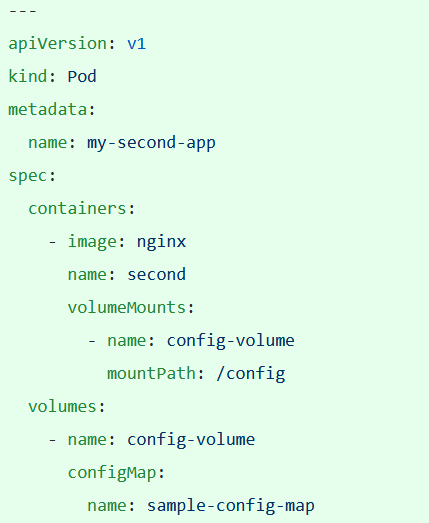 ---
apiVersion: v1
kind: Pod
metadata:
  name: my-second-app
spec:
  containers:
    - image: nginx
      name: second
      volumeMounts:
        - name: config-volume
          mountPath: /config
  volumes:
    - name: config-volume
      configMap:
        name: sample-config-map